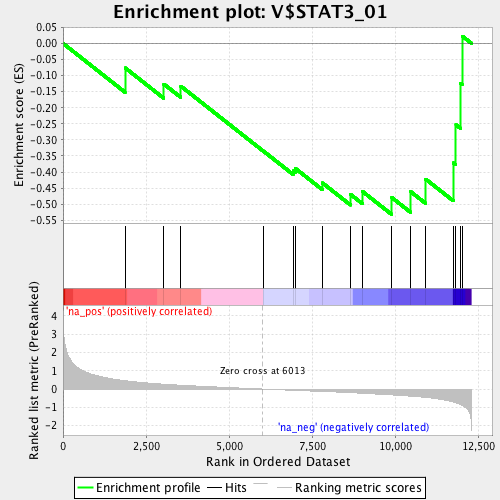 Enrichment plot: V$STAT3_01
Enrichment score (ES)
0.05
0.00
-0.05
-0.10
-0.15
-0.20
-0.25
-0.30
-0.35
-0.40
-0.45
-0.50
-0.55
'na_pos' (positively correlated)
Ranked list metric (PreRanked)
4
3
2
1
0
-1
-2
Zero cross at 6013
'na_neg' (negatively correlated)
0
2,500
5,000
7,500
10,000
12,500
Rank in Ordered Dataset
Enrichment profile
Hits
Ranking metric scores